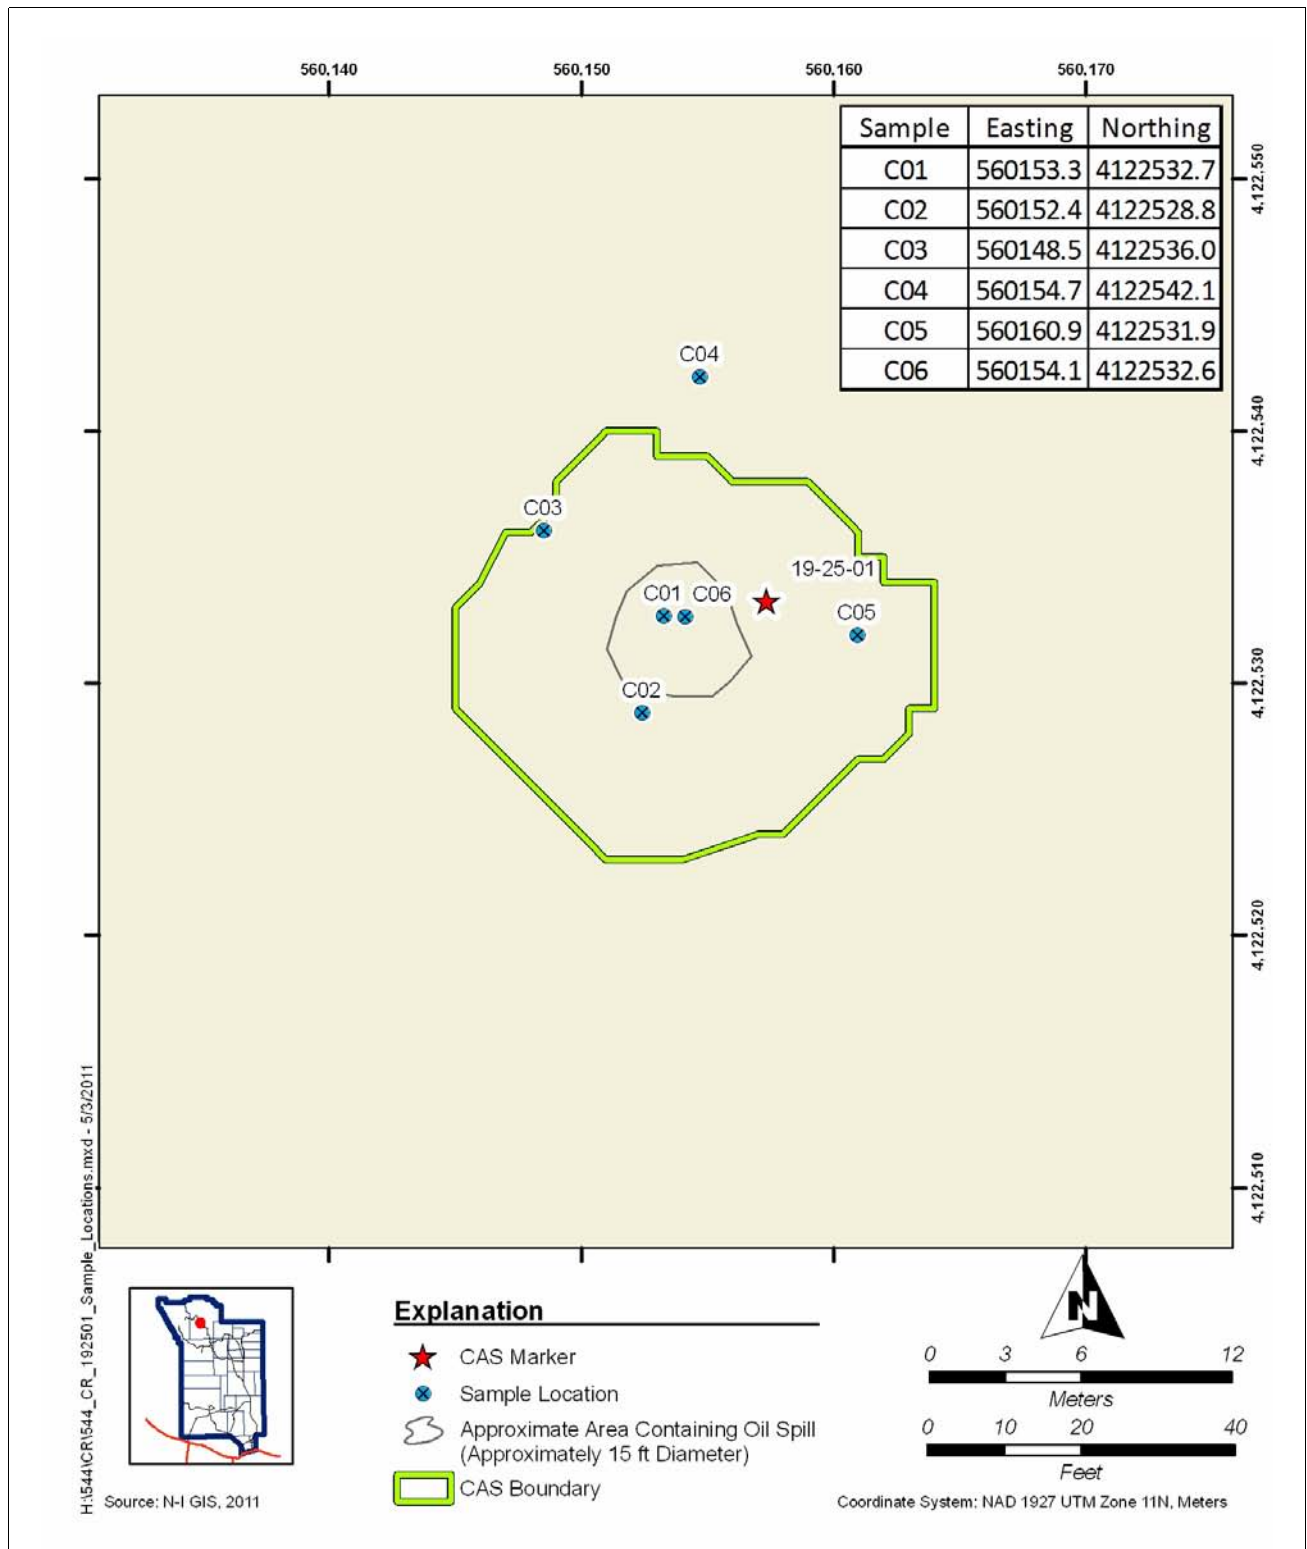 560,140 560,150 560,160 560,170
Sample Easting Northing
C01 560153.3 4122532.7
C02 560152.4 4122528.8
C03 560148.5 4122536.0
C04 560154.7 4122542.1
C05 560160.9 4122531.9
C06 560154.1 4122532.6
4,122,550
4,122,540
4,122,530
4,122,520
4,122,510
C04
C03
19-25-01
C01 C06
C05
C02
H:\544\CR\544_CR_192501_Sample_Locations.mxd - 5/3/2011
Source: N-I GIS, 2011
Explanation
CAS Marker
Sample Location
Approximate Area Containing Oil Spill
(Approximately 15 ft Diameter)
CAS Boundary
N
0 3 6 12
Meters
0 10 20 40
Feet
Coordinate System: NAD 1927 UTM Zone 11N, Meters